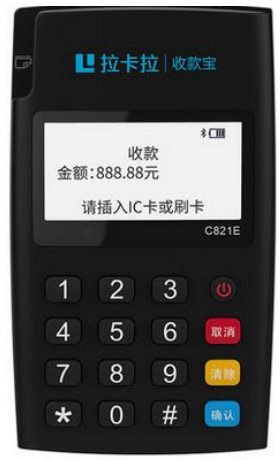 拉卡拉 | 收款宝
收款
金额:888.88元
请插入IC卡或刷卡
C821E
1 2 3
4 5 6 取消
7 8 9 清除
* 0 # 确认